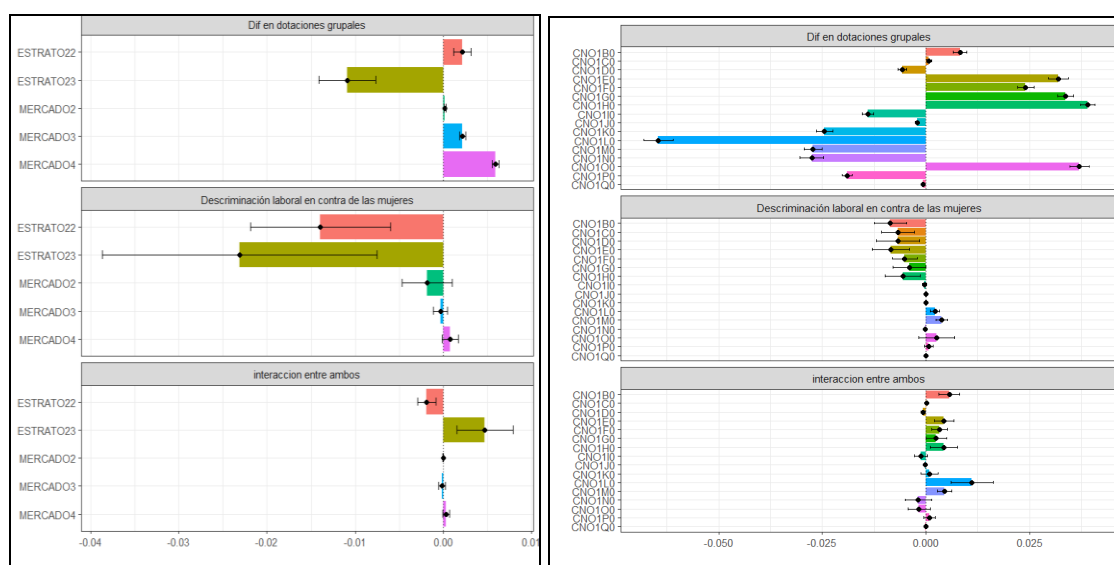 Dif en dotaciones grupales
ESTRATO22
ESTRATO23
MERCADO2
MERCADO3
MERCADO4
Descriminación laboral en contra de las mujeres
ESTRATO22
ESTRATO23
MERCADO2
MERCADO3
MERCADO4
interaccion entre ambos
ESTRATO22
ESTRATO23
MERCADO2
MERCADO3
MERCADO4
-0.04 -0.03 -0.02 -0.01 0.00 0.01
Dif en dotaciones grupales
CNO1B0
CNO1C0
CNO1D0
CNO1E0
CNO1F0
CNO1G0
CNO1H0
CNO1I0
CNO1J0
CNO1K0
CNO1L0
CNO1M0
CNO1N0
CNO1O0
CNO1P0
CNO1Q0
Descriminación laboral en contra de las mujeres
CNO1B0
CNO1C0
CNO1D0
CNO1E0
CNO1F0
CNO1G0
CNO1H0
CNO1I0
CNO1J0
CNO1K0
CNO1L0
CNO1M0
CNO1N0
CNO1O0
CNO1P0
CNO1Q0
interaccion entre ambos
CNO1B0
CNO1C0
CNO1D0
CNO1E0
CNO1F0
CNO1G0
CNO1H0
CNO1I0
CNO1J0
CNO1K0
CNO1L0
CNO1M0
CNO1N0
CNO1O0
CNO1P0
CNO1Q0
-0.050 -0.025 0.000 0.025